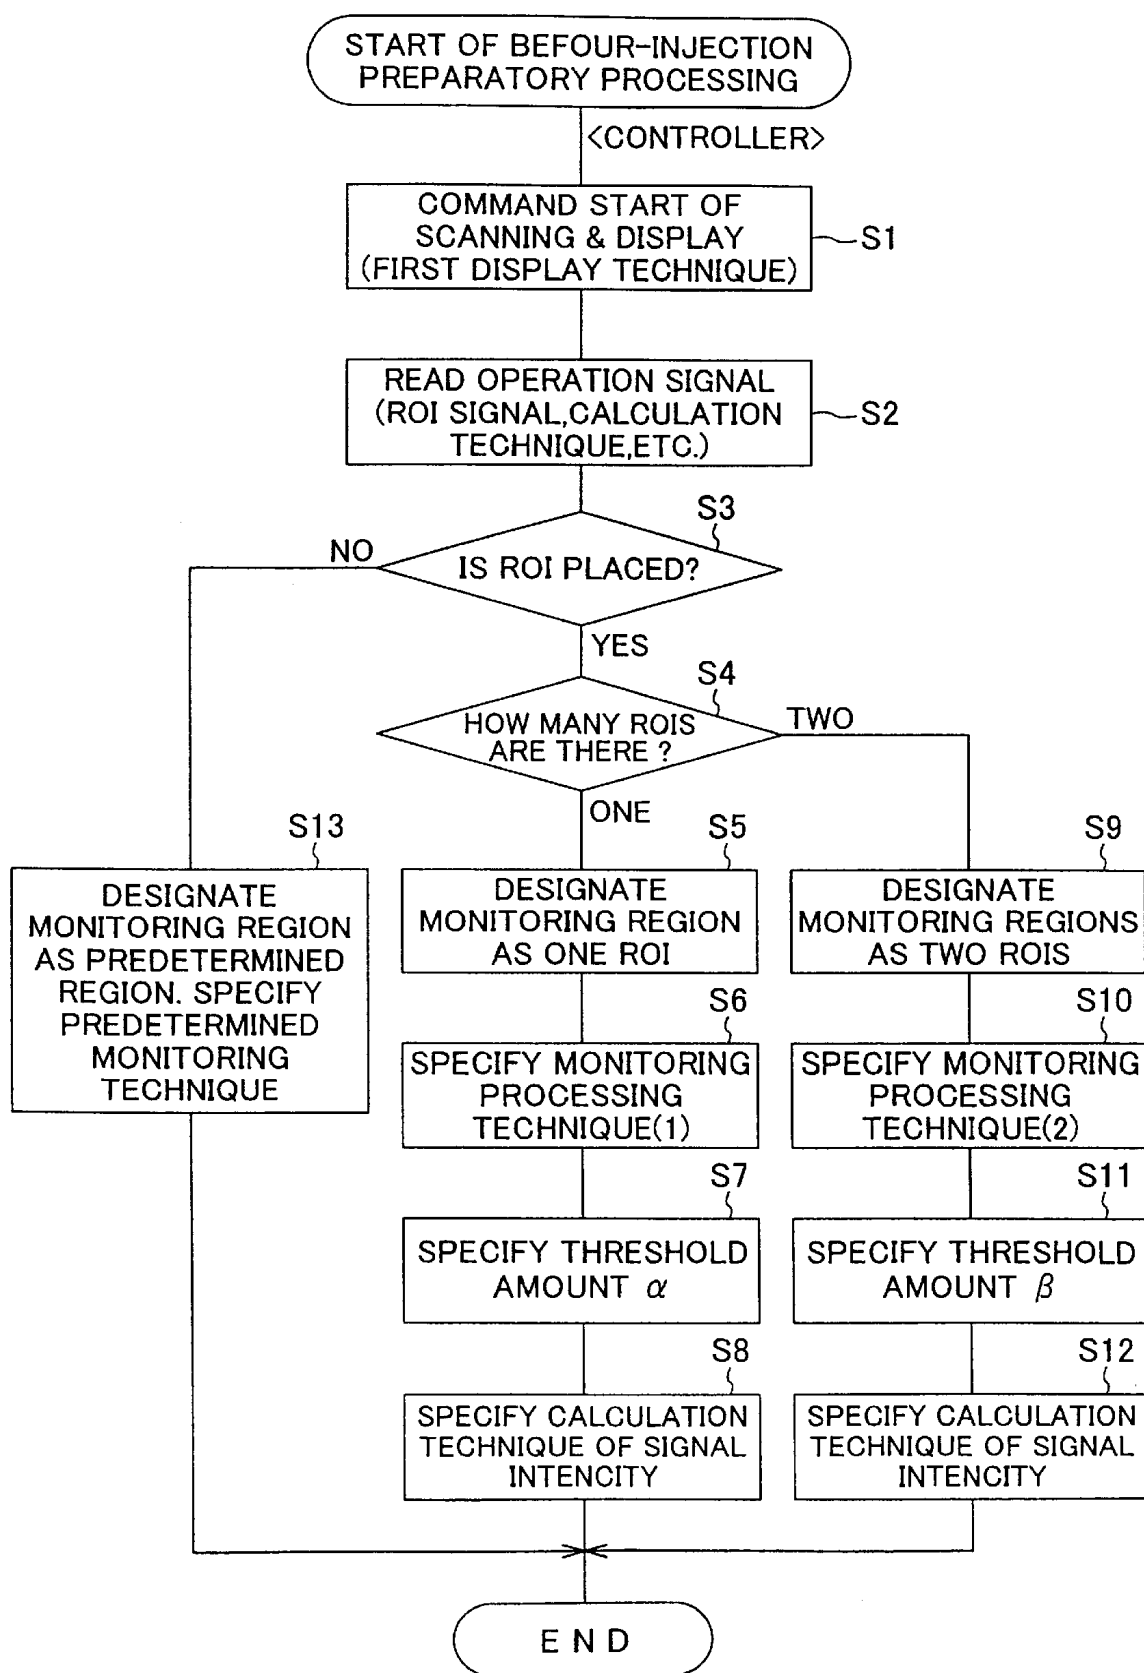 START OF BEFOUR-INJECTION
PREPARATORY PROCESSING
<CONTROLLER>
COMMAND START OF
SCANNING & DISPLAY
(FIRST DISPLAY TECHNIQUE)
S1
READ OPERATION SIGNAL
(ROI SIGNAL,CALCULATION
TECHNIQUE,ETC.)
S2
S3
IS ROI PLACED?
NO
YES
S4
HOW MANY ROIS
ARE THERE ?
TWO
ONE
S13
DESIGNATE
MONITORING REGION
AS PREDETERMINED
REGION. SPECIFY
PREDETERMINED
MONITORING
TECHNIQUE
S5
DESIGNATE
MONITORING REGION
AS ONE ROI
S6
SPECIFY MONITORING
PROCESSING
TECHNIQUE(1)
S7
SPECIFY THRESHOLD
AMOUNT α
S8
SPECIFY CALCULATION
TECHNIQUE OF SIGNAL
INTENCITY
S9
DESIGNATE
MONITORING REGIONS
AS TWO ROIS
S10
SPECIFY MONITORING
PROCESSING
TECHNIQUE(2)
S11
SPECIFY THRESHOLD
AMOUNT β
S12
SPECIFY CALCULATION
TECHNIQUE OF SIGNAL
INTENCITY
END